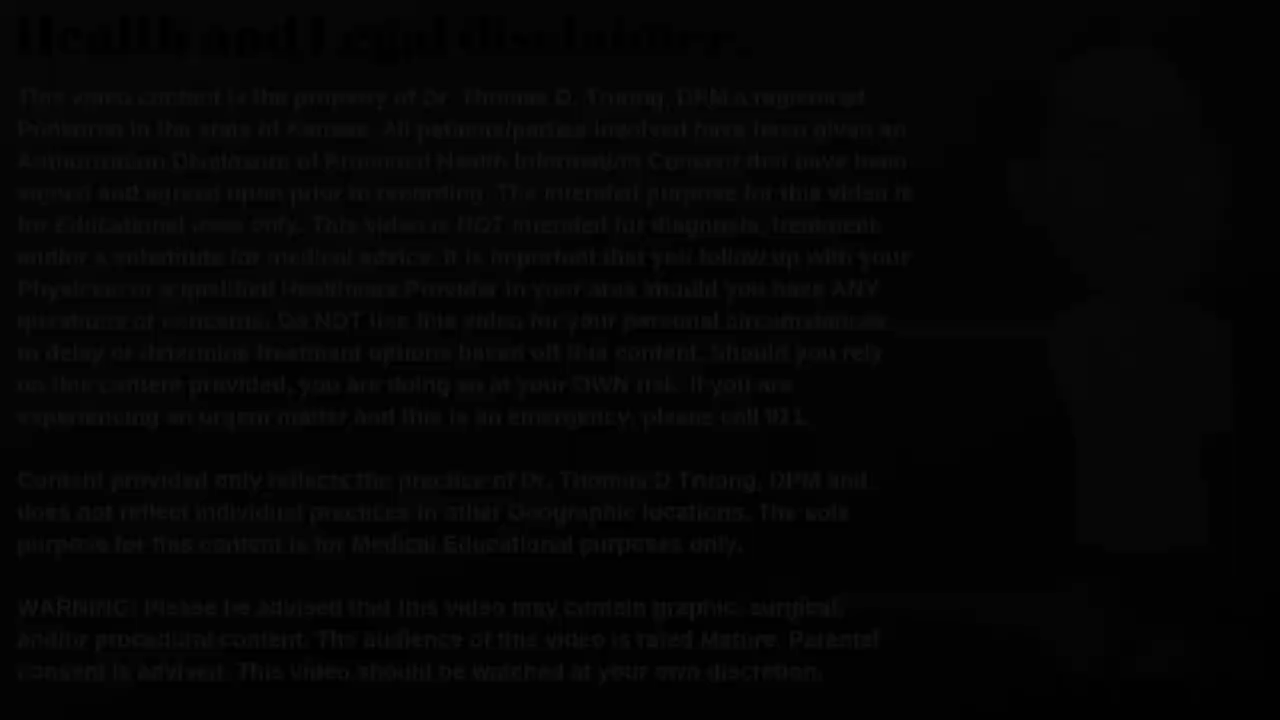 Health and Legal disclaimer.
This video content is the property of Dr. Thomas D. Truong, DPM a registered
Podiatrist in the state of Kansas. All patients/parties involved have been given an
Authorization Disclosure of Protected Health Information Consent that have been
signed and agreed upon prior to recording. The intended purpose for this video is
for Educational uses only. This video is NOT intended for diagnosis, treatment
and/or a substitute for medical advice. It is important that you follow up with your
Physician or a qualified Healthcare Provider in your area should you have ANY
questions or concerns. Do NOT use this video for your personal circumstances
to delay or determine treatment options based off this content. Should you rely
on this content provided, you are doing so at your OWN risk. If you are
experiencing an urgent matter and this is an emergency, please call 911.
Content provided only reflects the practice of Dr. Thomas D Truong, DPM and
does not reflect individual practices in other Geographic locations. The sole
purpose for this content is for Medical Educational purposes only.
WARNING: Please be advised that this video may contain graphic, surgical,
and/or procedural content. The audience of this video is rated Mature. Parental
consent is advised. This video should be watched at your own discretion.